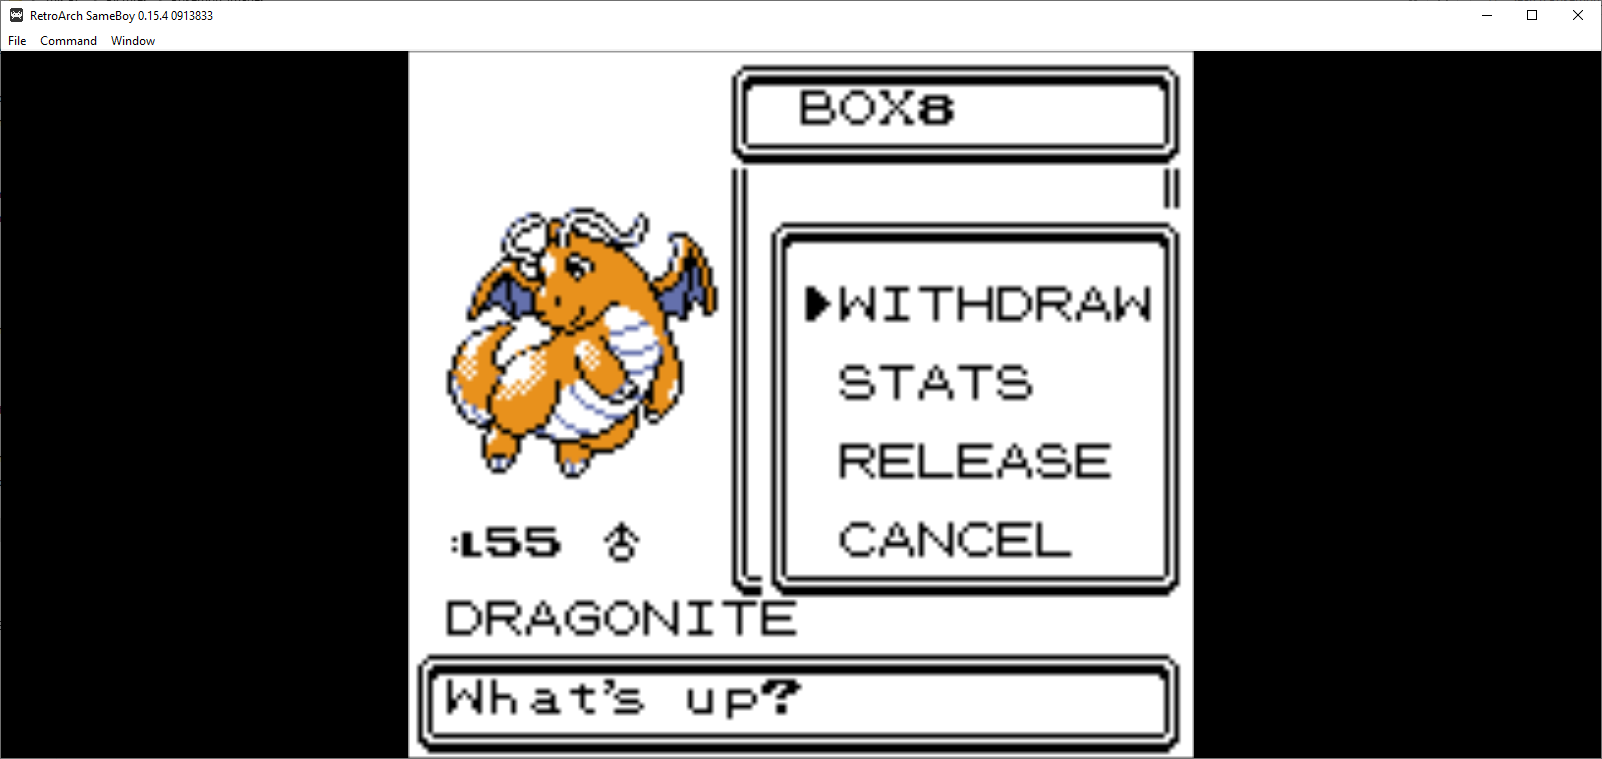 RetroArch SameBoy 0.15.4 0913833
File Command Window
BOX8
▶WITHDRAW
STATS
RELEASE
CANCEL
:L55 ♂
DRAGONITE
What's up?